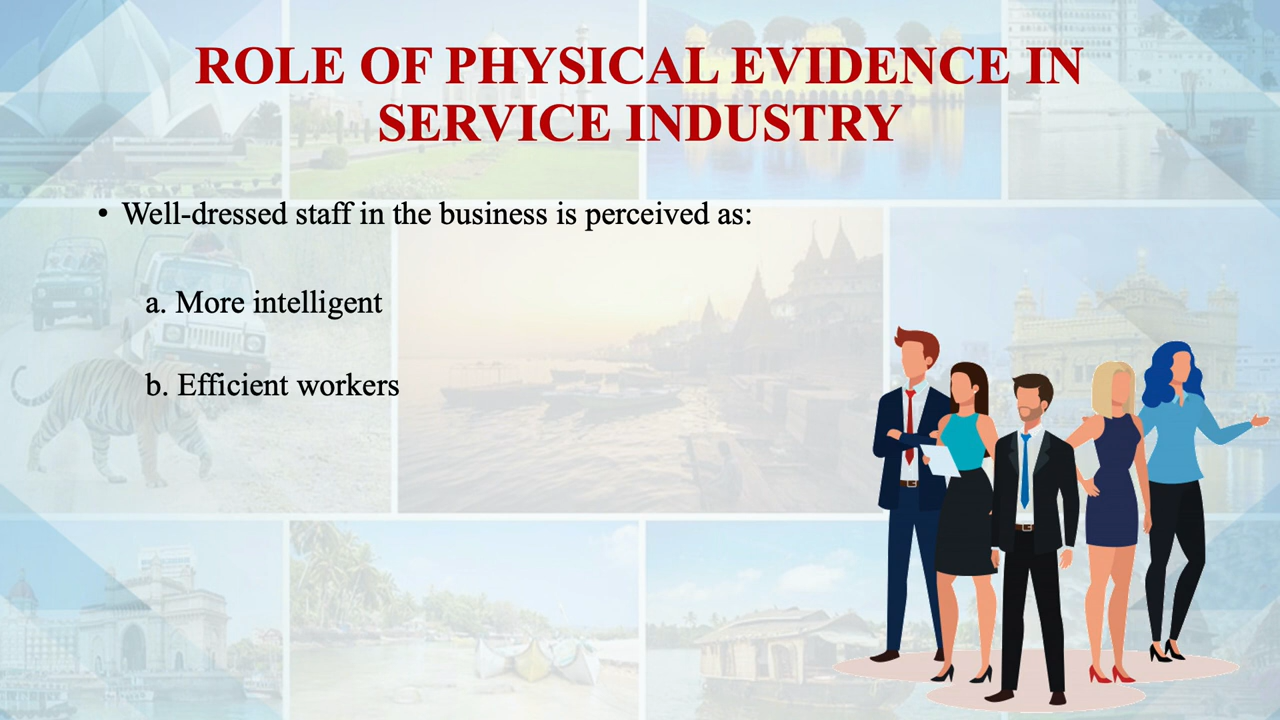 ROLE OF PHYSICAL EVIDENCE IN
SERVICE INDUSTRY
• Well-dressed staff in the business is perceived as:
a. More intelligent
b. Efficient workers